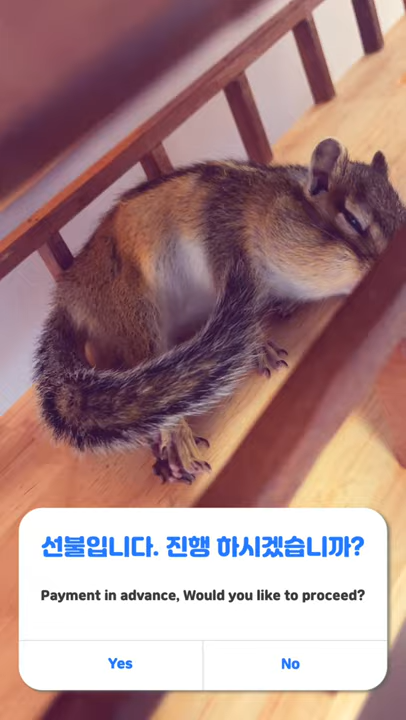 선불입니다. 진행 하시겠습니까?
Payment in advance, Would you like to proceed?
Yes
No